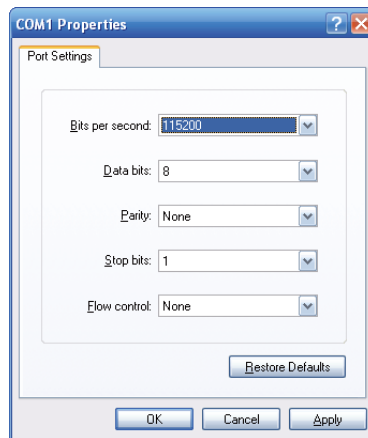 COM1 Properties
Port Settings
Bits per second: 115200
Data bits: 8
Parity: None
Stop bits: 1
Flow control: None
Restore Defaults
OK Cancel Apply